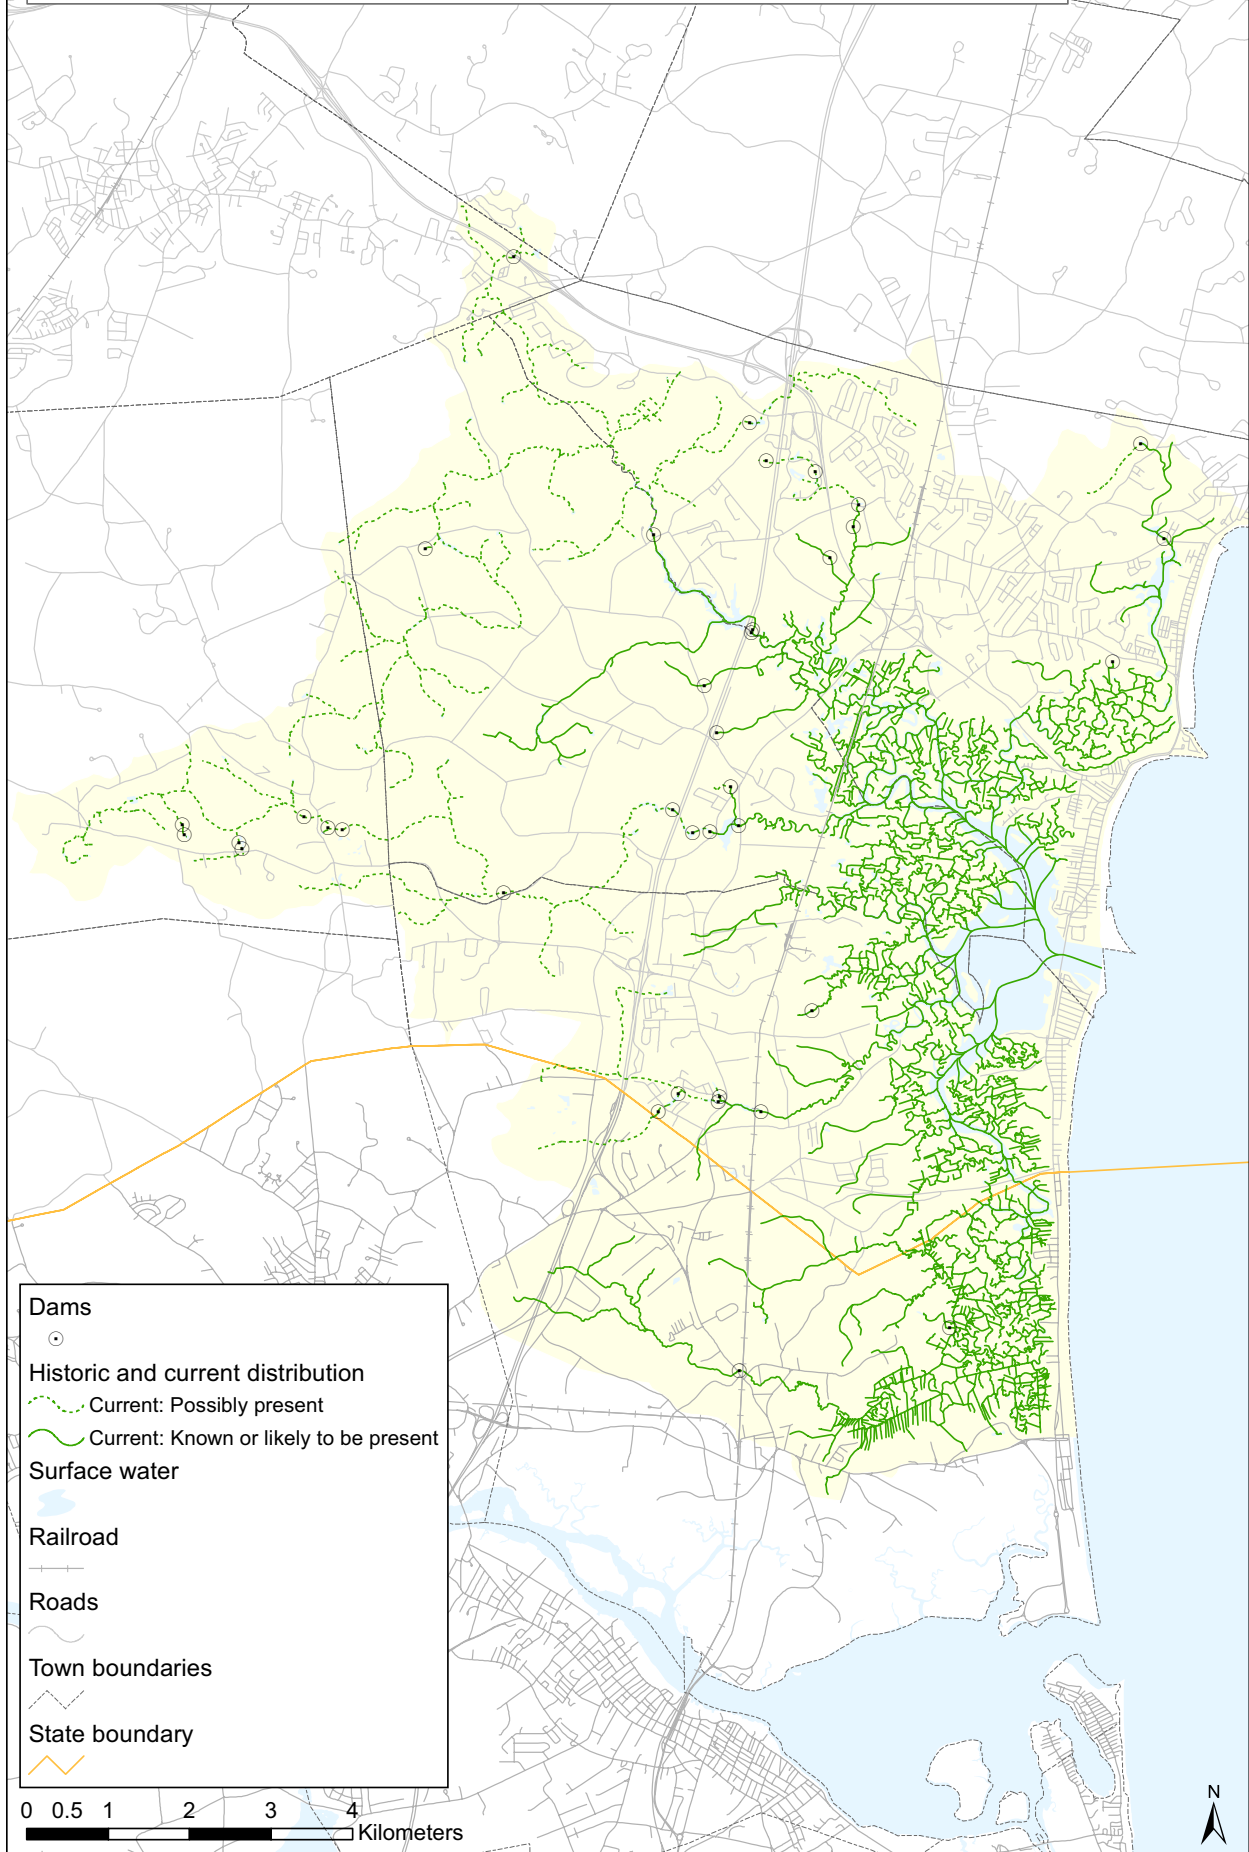 Dams
Historic and current distribution
Current: Possibly present
Current: Known or likely to be present
Surface water
Railroad
Roads
Town boundaries
State boundary
0 0.5 1 2 3 4
Kilometers
N